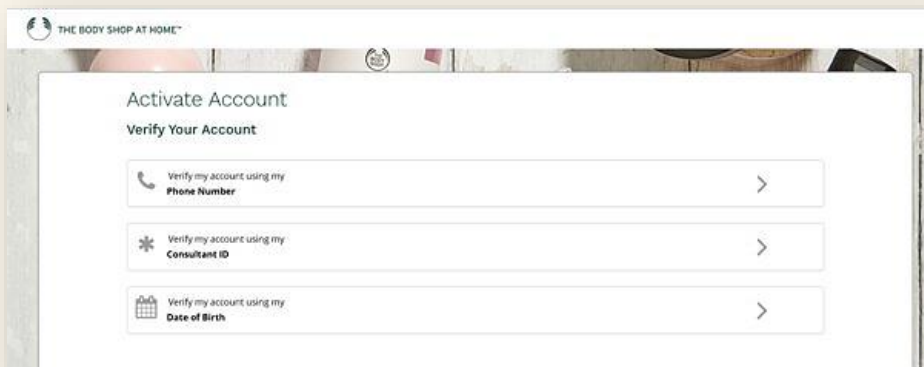 THE BODY SHOP AT HOME™
Activate Account
Verify Your Account
Verify my account using my
Phone Number
Verify my account using my
Consultant ID
Verify my account using my
Date of Birth